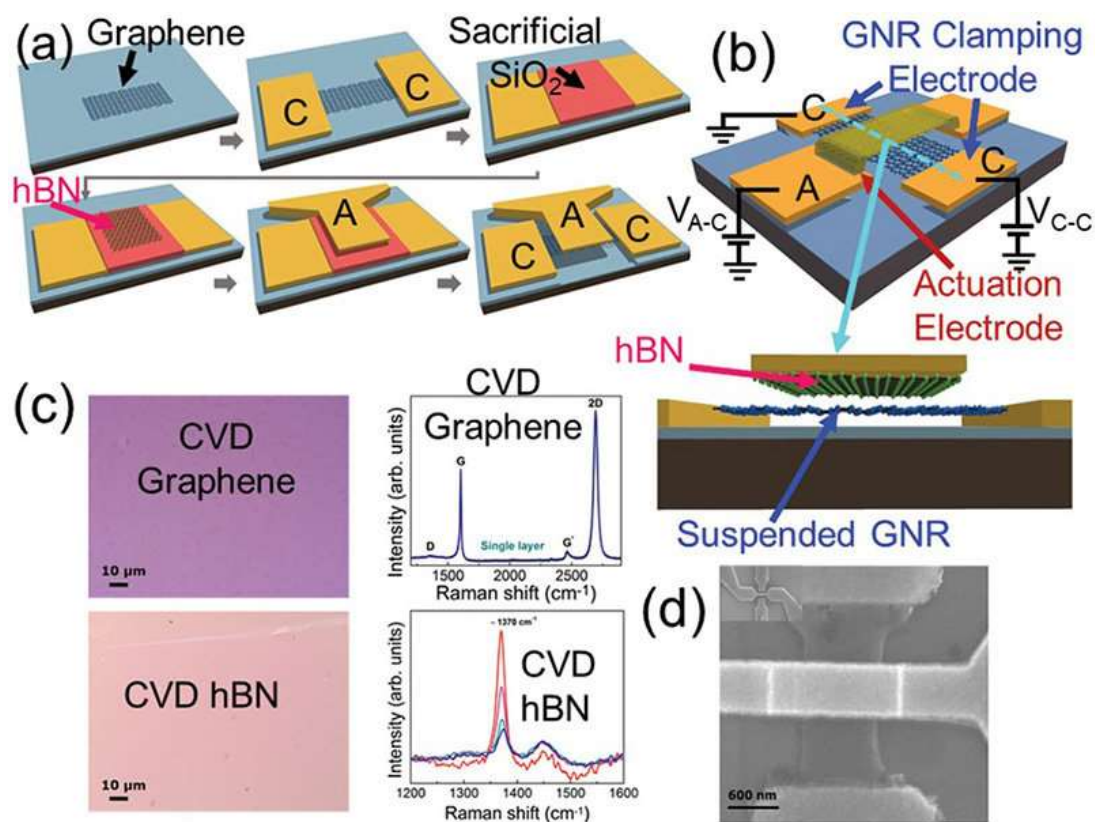 (a)
Graphene
Sacrificial
SiO2
C
C
hBN
A
A
C
C
(b)
GNR Clamping
Electrode
C
C
A
VA-C
VC-C
Actuation
Electrode
hBN
Suspended GNR
(c)
CVD
Graphene
10 µm
CVD
Graphene
2D
G
D
G*
Single layer
Intensity (arb. units)
1500
2000
2500
Raman shift (cm-1)
CVD hBN
10 µm
~ 1370 cm-1
CVD
hBN
Intensity (arb. units)
1200
1300
1400
1500
1600
Raman shift (cm-1)
(d)
600 nm